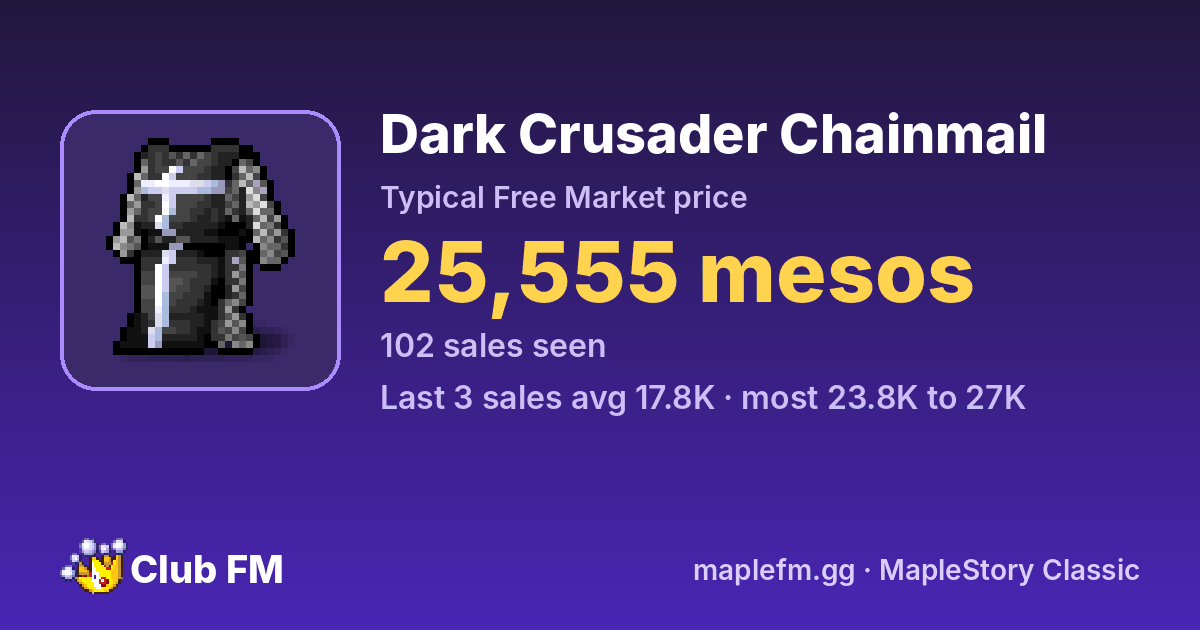 Dark Crusader Chainmail
Typical Free Market price
25,555 mesos
102 sales seen
Last 3 sales avg 17.8K · most 23.8K to 27K
Club FM
maplefm.gg · MapleStory Classic